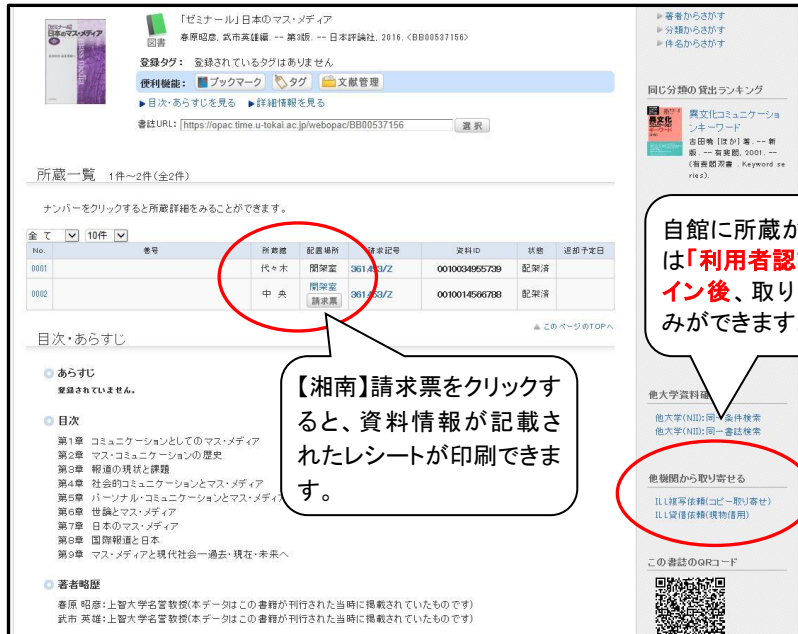 「ゼミナール」日本のマス・メディア
図書
春原昭彦, 武市英雄編. -- 第3版. -- 日本評論社, 2016. <BB00537156>
登録タグ： 登録されているタグはありません
便利機能： ブックマーク タグ 文献管理
▶目次・あらすじを見る ▶詳細情報を見る
書誌URL: https://opac.time.u-tokai.ac.jp/webopac/BB00537156 選択
所蔵一覧 1件～2件(全2件)
ナンバーをクリックすると所蔵詳細をみることができます。
全て 10件
No. 巻号 所蔵館 配置場所 請求記号 資料ID 状態 返却予定日
0001 代々木 開架室 361.453/Z 0010034955739 配架済
0002 中央 開架室 361.453/Z 0010014566788 配架済
請求票
▲このページのTOPへ
目次・あらすじ
あらすじ
登録されていません。
目次
第1章 コミュニケーションとしてのマス・メディア
第2章 マス・コミュニケーションの歴史
第3章 報道の現状と課題
第4章 社会的コミュニケーションとマス・メディア
第5章 パーソナル・コミュニケーションとマス・メディ
第6章 世論とマス・メディア
第7章 日本のマス・メディア
第8章 国際報道と日本
第9章 マス・メディアと現代社会―過去・現在・未来へ
著者略歴
春原 昭彦：上智大学名誉教授(本データはこの書籍が刊行された当時に掲載されていたものです)
武市 英雄：上智大学名誉教授(本データはこの書籍が刊行された当時に掲載されていたものです)
【湘南】請求票をクリックす
ると、資料情報が記載さ
れたレシートが印刷できま
す。
▶著者からさがす
▶分類からさがす
▶件名からさがす
同じ分類の貸出ランキング
異文化コミュニケーショ
ンキーワード
古田暁 [ほか] 著. -- 新
版. -- 有斐閣, 2001. --
(有斐閣双書 . Keyword se
ries).
自館に所蔵が
は「利用者認
イン後、取り
みができます
他大学資料確
他大学(NII):同一条件検索
他大学(NII):同一書誌検索
他機関から取り寄せる
ILL複写依頼(コピー取り寄せ)
ILL貸借依頼(現物借用)
この書誌のQRコード